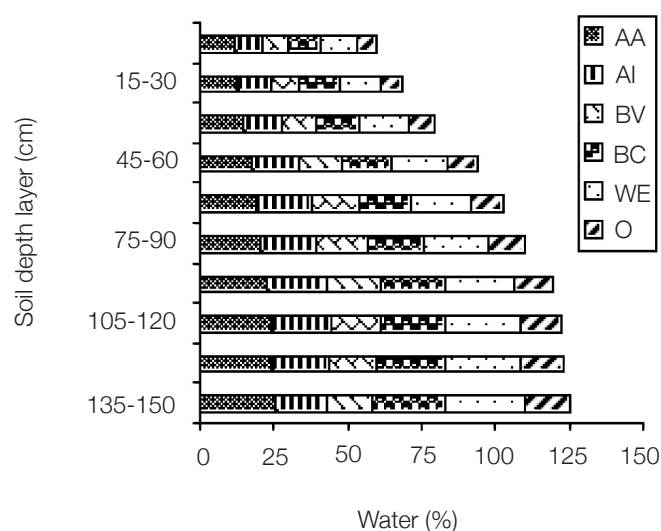 Soil depth layer (cm)
15-30
45-60
75-90
105-120
135-150
0 25 50 75 100 125 150
Water (%)
AA
AI
BV
BC
WE
O